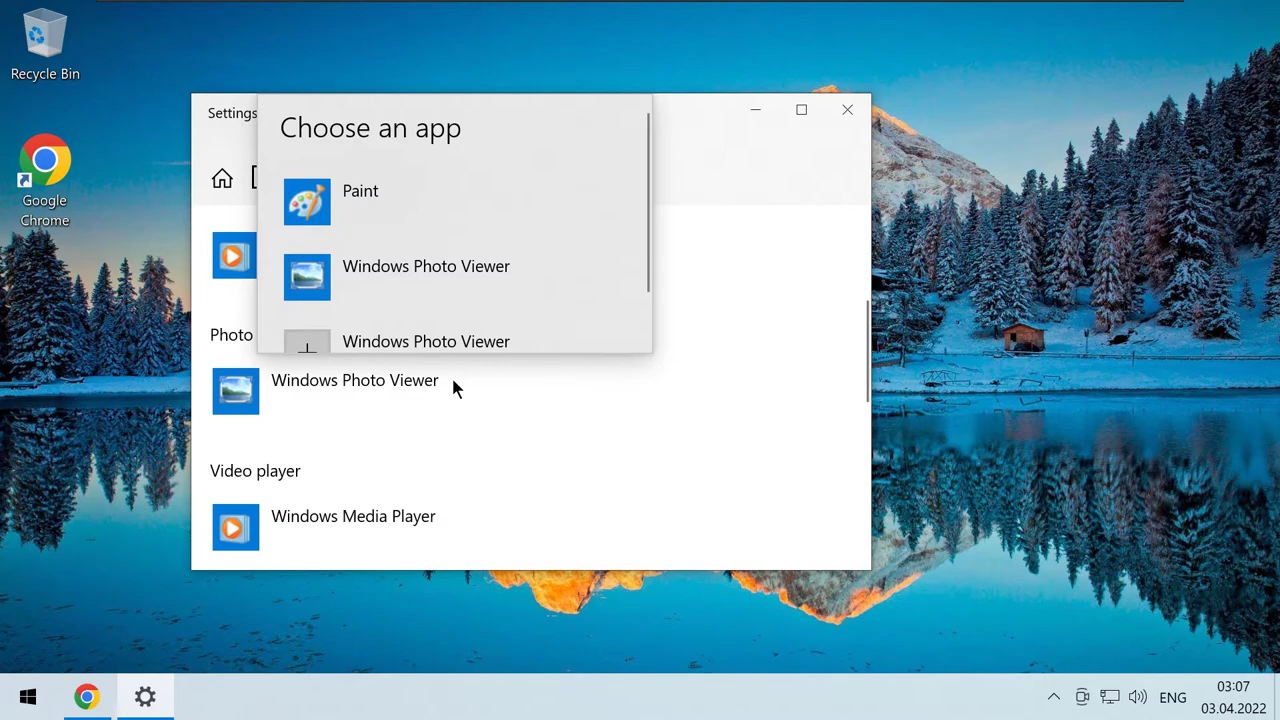 Recycle Bin
Google
Chrome
Settings
Choose an app
Paint
Windows Photo Viewer
Windows Photo Viewer
Photo
Windows Photo Viewer
Video player
Windows Media Player
ENG
03:07
03.04.2022